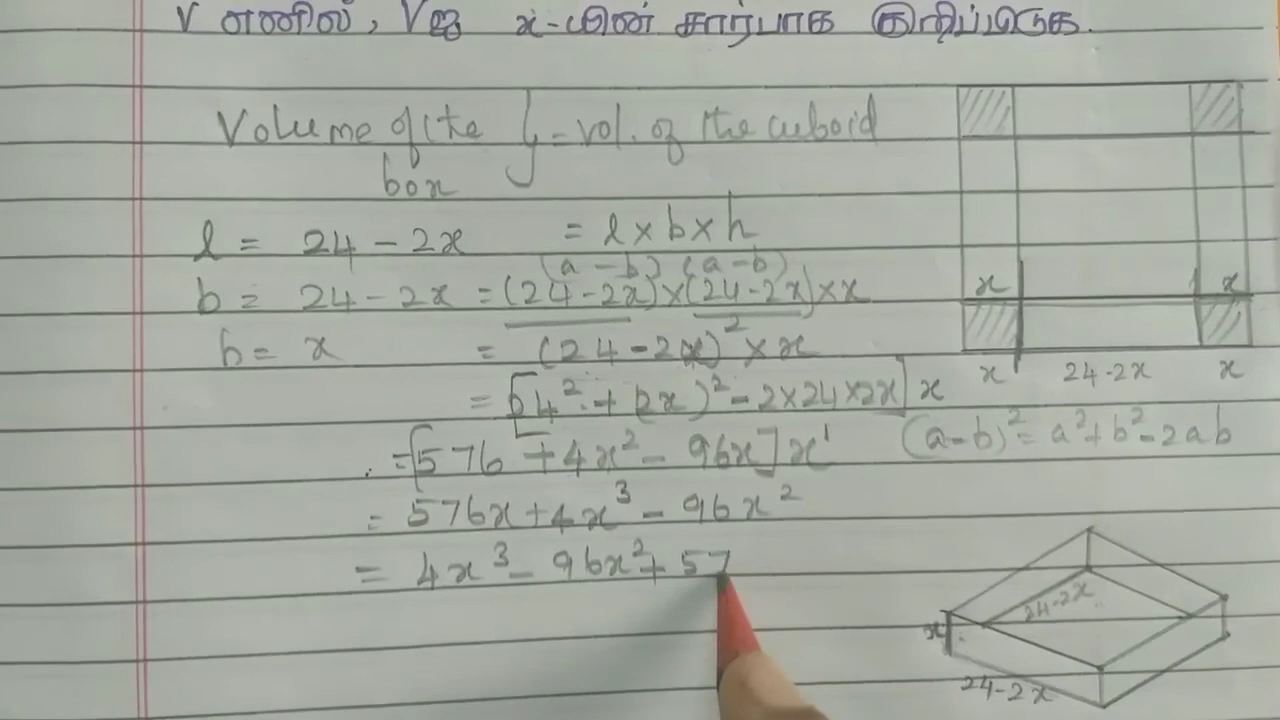 V எனில், V ஐ x-யின் சார்பாக குறிப்பிடுக.
Volume of the } = vol. of the cuboid
box
l = 24 - 2x = l × b × h
(a - b) (a - b)
b = 24 - 2x = (24-2x)×(24-2x)×x
h = x = (24-2x)² × x
= [24² + (2x)² - 2×24×2x] x
= [576 + 4x² - 96x] x¹
= 576x + 4x³ - 96x²
= 4x³ - 96x² + 57
x x
x 24-2x x
(a-b)² = a²+b²-2ab
24-2x
x
24-2x